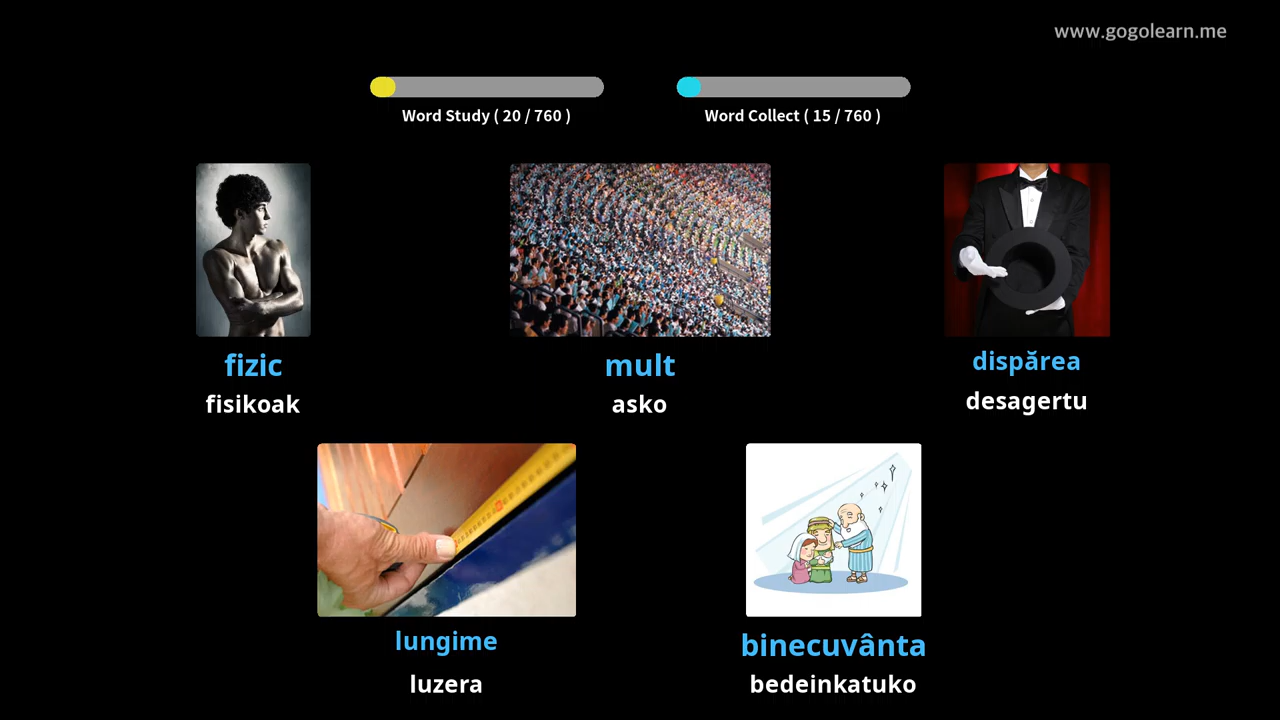 www.gogolearn.me
Word Study ( 20 / 760 )
Word Collect ( 15 / 760 )
fizic
fisikoak
mult
asko
dispărea
desagertu
lungime
luzera
binecuvânta
bedeinkatuko